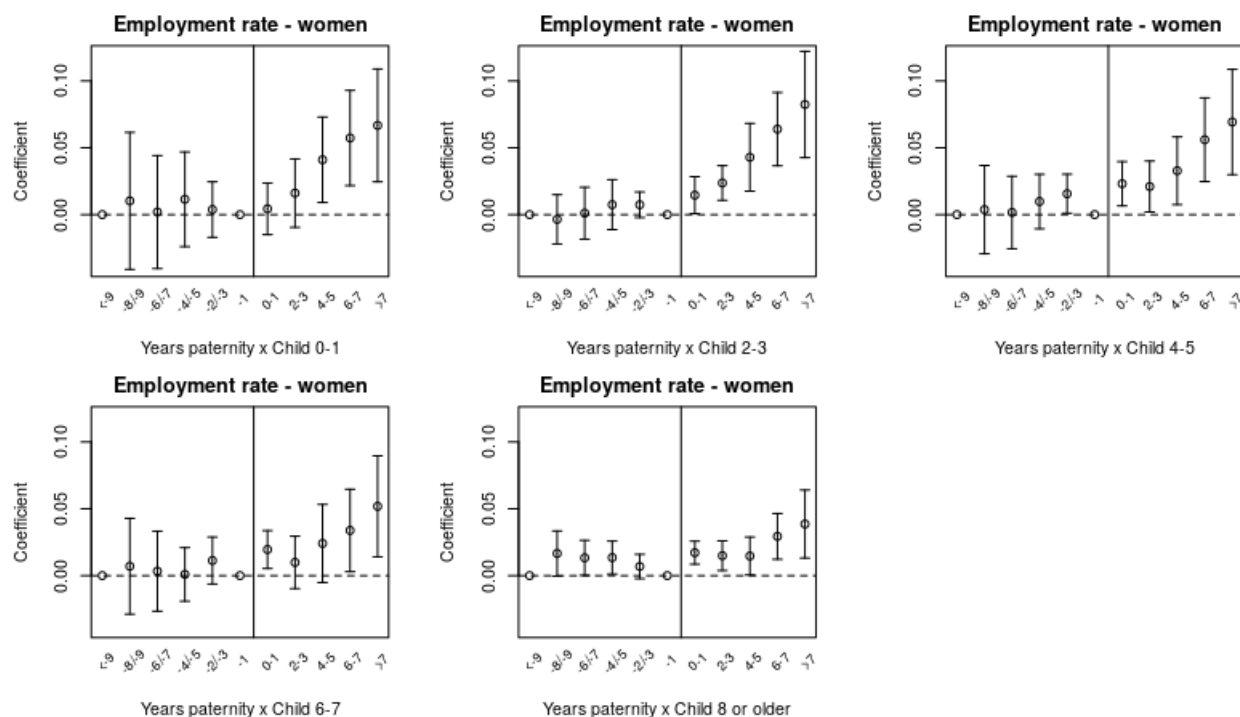 Employment rate - women
Employment rate - women
Employment rate - women
Coefficient
0.00 0.05 0.10
Coefficient
0.00 0.05 0.10
Coefficient
0.00 0.05 0.10
<-9 -8/-9 -6/-7 -4/-5 -2/-3 -1 0-1 2-3 4-5 6-7 >7
<-9 -8/-9 -6/-7 -4/-5 -2/-3 -1 0-1 2-3 4-5 6-7 >7
<-9 -8/-9 -6/-7 -4/-5 -2/-3 -1 0-1 2-3 4-5 6-7 >7
Years paternity x Child 0-1
Years paternity x Child 2-3
Years paternity x Child 4-5
Employment rate - women
Employment rate - women
Coefficient
0.00 0.05 0.10
Coefficient
0.00 0.05 0.10
<-9 -8/-9 -6/-7 -4/-5 -2/-3 -1 0-1 2-3 4-5 6-7 >7
<-9 -8/-9 -6/-7 -4/-5 -2/-3 -1 0-1 2-3 4-5 6-7 >7
Years paternity x Child 6-7
Years paternity x Child 8 or older